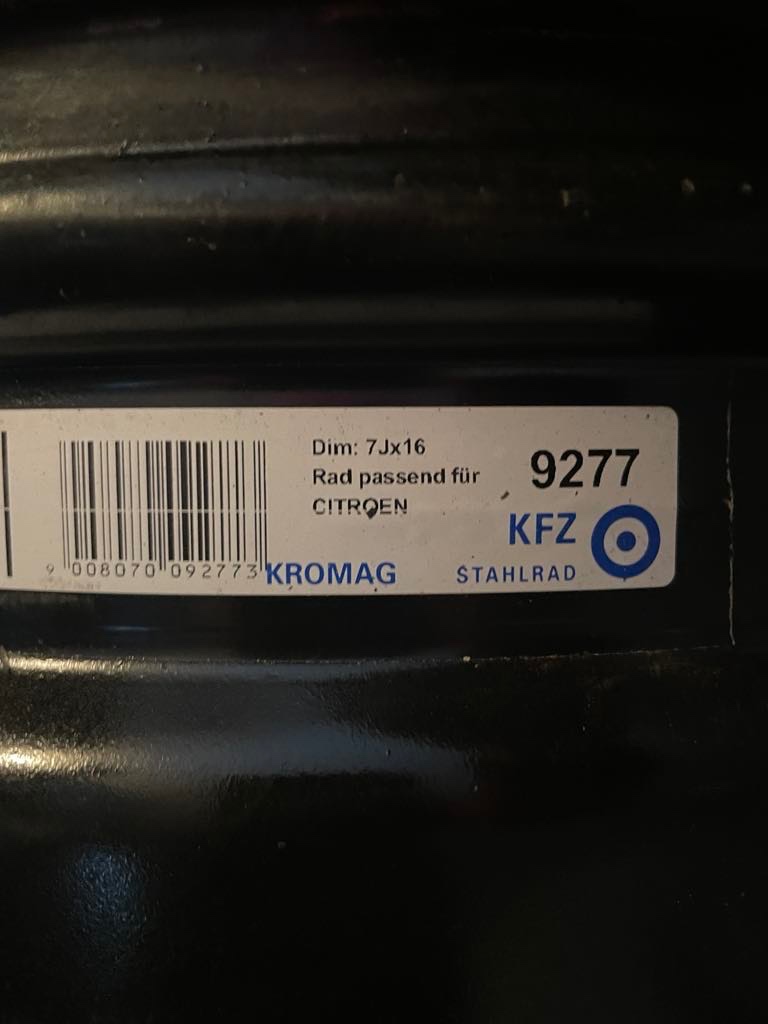 Dim: 7Jx16
Rad passend für
CITROEN
9277
KFZ
9 008070 092773
KROMAG
STAHLRAD